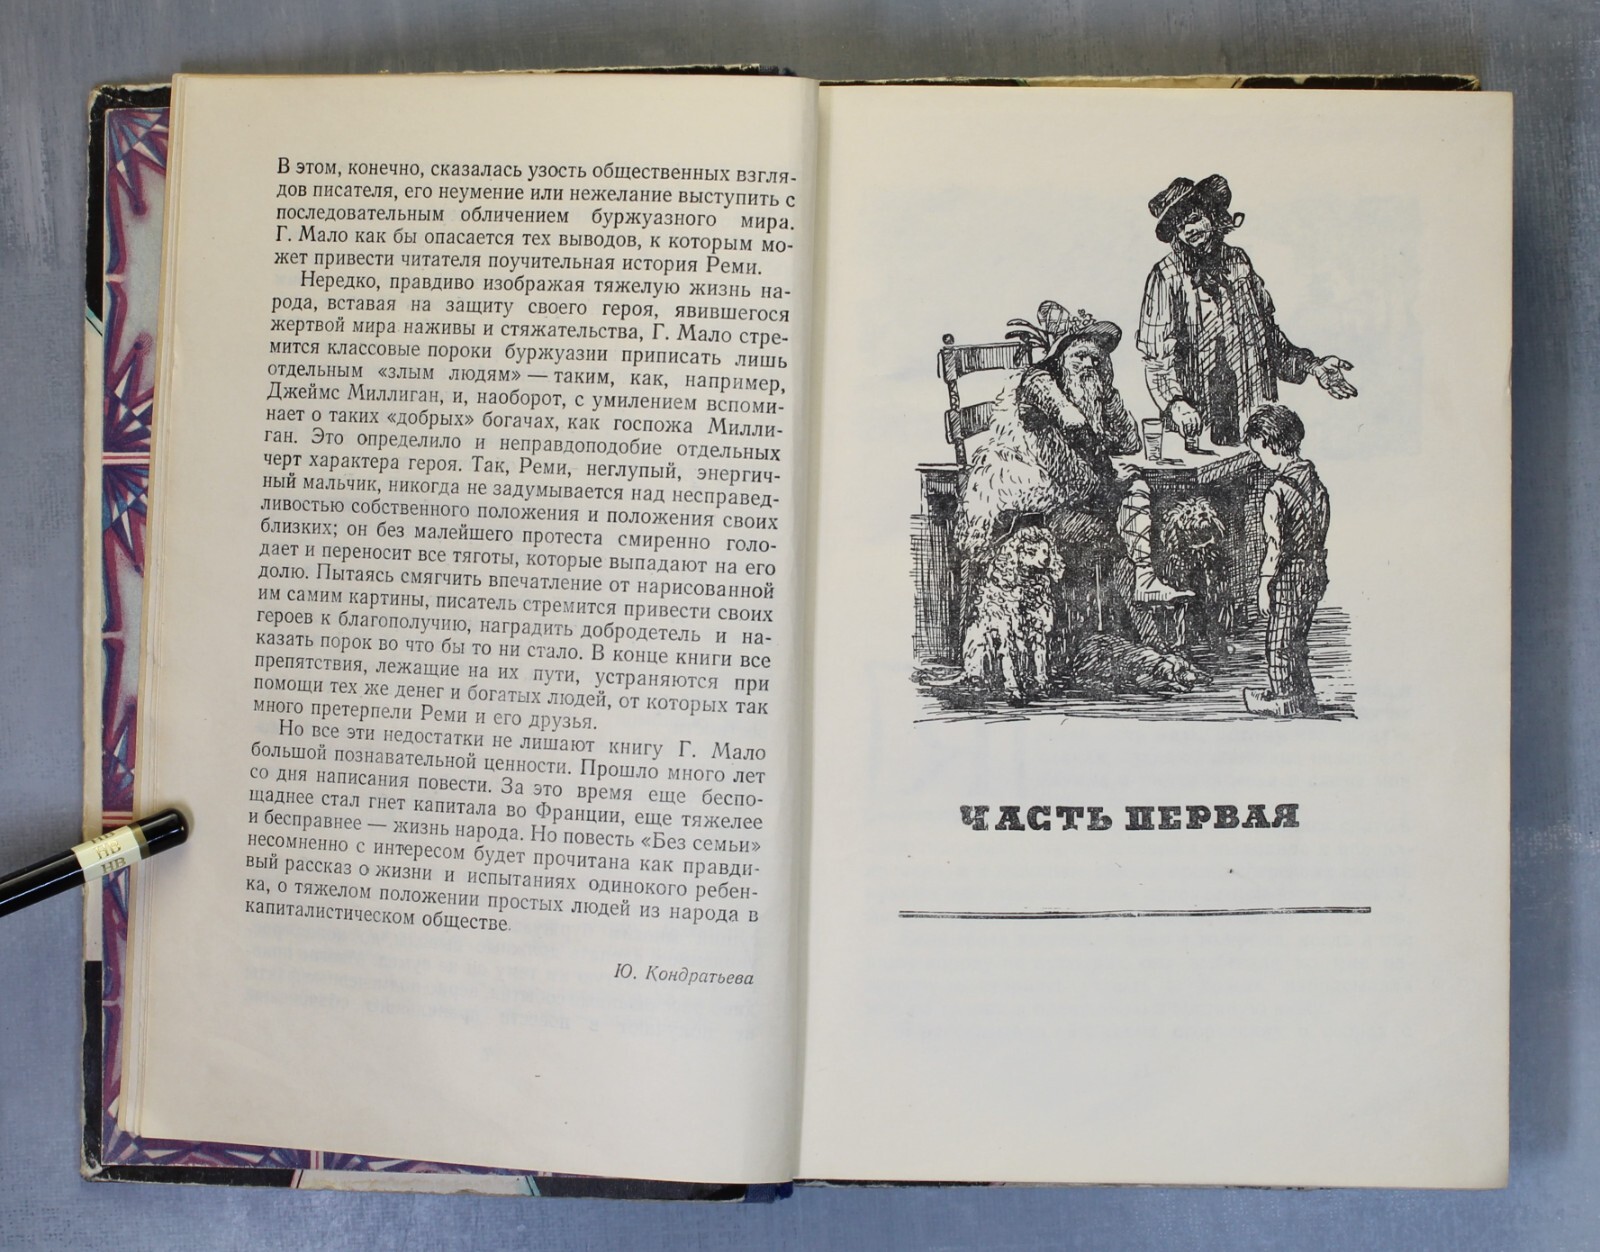 В этом, конечно, сказалась узость общественных взгля-
дов писателя, его неумение или нежелание выступить с
последовательным обличением буржуазного мира.
Г. Мало как бы опасается тех выводов, к которым мо-
жет привести читателя поучительная история Реми.
Нередко, правдиво изображая тяжелую жизнь на-
рода, вставая на защиту своего героя, явившегося
жертвой мира наживы и стяжательства, Г. Мало стре-
мится классовые пороки буржуазии приписать лишь
отдельным «злым людям» — таким, как, например,
Джеймс Миллиган, и, наоборот, с умилением вспоми-
нает о таких «добрых» богачах, как госпожа Милли-
ган. Это определило и неправдоподобие отдельных
черт характера героя. Так, Реми, неглупый, энергич-
ный мальчик, никогда не задумывается над несправед-
ливостью собственного положения и положения своих
близких; он без малейшего протеста смиренно голо-
дает и переносит все тяготы, которые выпадают на его
долю. Пытаясь смягчить впечатление от нарисованной
им самим картины, писатель стремится привести своих
героев к благополучию, наградить добродетель и на-
казать порок во что бы то ни стало. В конце книги все
препятствия, лежащие на их пути, устраняются при
помощи тех же денег и богатых людей, от которых так
много претерпели Реми и его друзья.
Но все эти недостатки не лишают книгу Г. Мало
большой познавательной ценности. Прошло много лет
со дня написания повести. За это время еще беспо-
щаднее стал гнет капитала во Франции, еще тяжелее
и бесправнее — жизнь народа. Но повесть «Без семьи»
несомненно с интересом будет прочитана как правди-
вый рассказ о жизни и испытаниях одинокого ребен-
ка, о тяжелом положении простых людей из народа в
капиталистическом обществе.
Ю. Кондратьева
HB
HB
HB
ЧАСТЬ ПЕРВАЯ